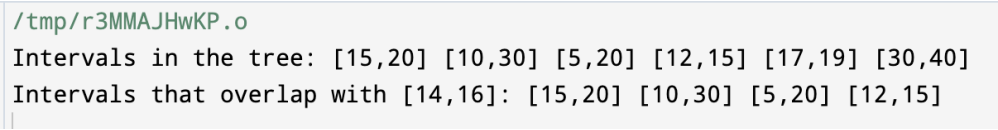 /tmp/r3MMAJHwKP.o
Intervals in the tree: [15,20] [10,30] [5,20] [12,15] [17,19] [30,40]
Intervals that overlap with [14,16]: [15,20] [10,30] [5,20] [12,15]